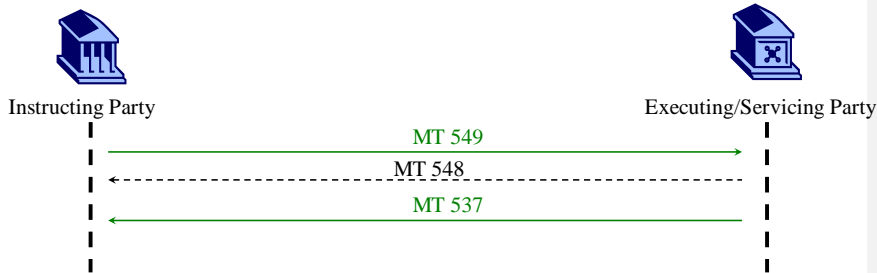 Instructing Party
Executing/Servicing Party
MT 549
MT 548
MT 537